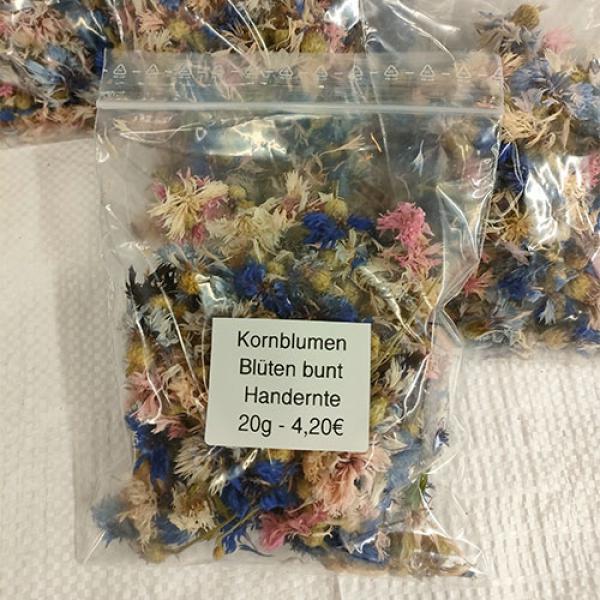 Kornblumen
Blüten bunt
Handernte
20g - 4,20€